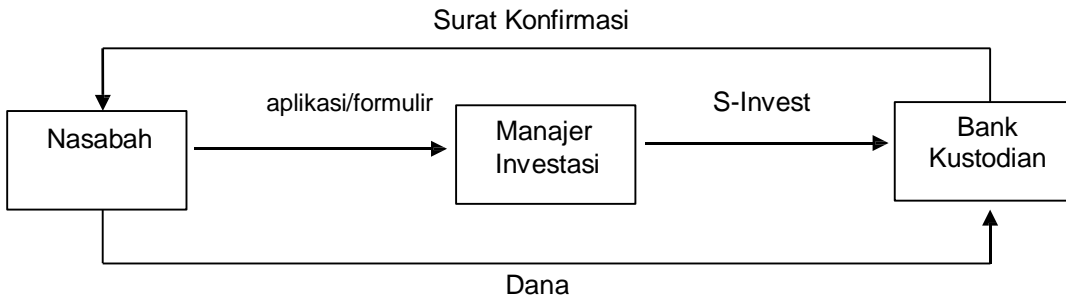 Surat Konfirmasi
aplikasi/formulir
S-Invest
Nasabah
Manajer
Investasi
Bank
Kustodian
Dana